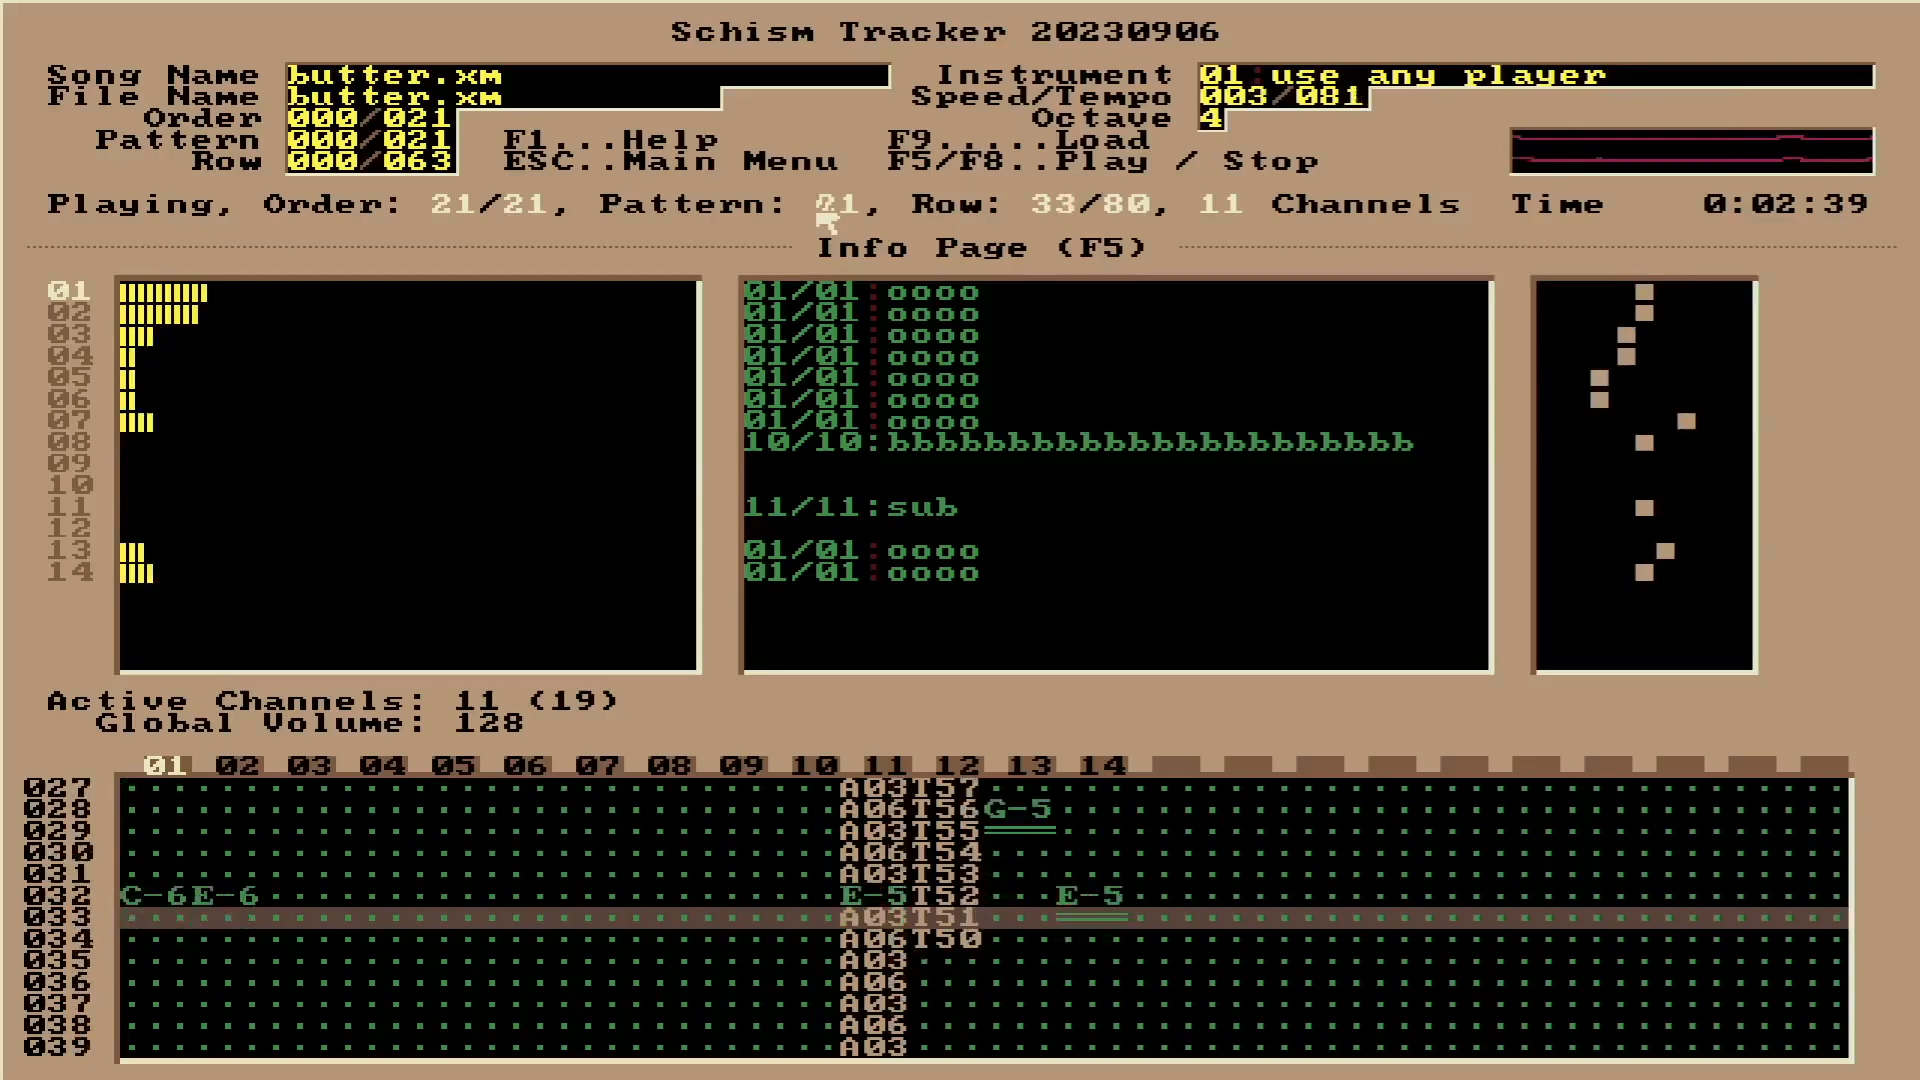 Schism Tracker 20230906
Song Name butter.xm Instrument 01 use any player
File Name butter.xm Speed/Tempo 003/081
Order 000/021 Octave 4
Pattern 000/021 F1...Help F9.....Load
Row 000/063 ESC..Main Menu F5/F8..Play / Stop
Playing, Order: 21/21, Pattern: 21, Row: 33/80, 11 Channels Time 0:02:39
Info Page (F5)
01 01/01:oooo
02 01/01:oooo
03 01/01:oooo
04 01/01:oooo
05 01/01:oooo
06 01/01:oooo
07 01/01:oooo
08 10/10:bbbbbbbbbbbbbbbbbbbbbb
09
10
11 11/11:sub
12
13 01/01:oooo
14 01/01:oooo
Active Channels: 11 (19)
Global Volume: 128
01 02 03 04 05 06 07 08 09 10 11 12 13 14
027 A03T57
028 A06T56G-5
029 A03T55
030 A06T54
031 A03T53
032 C-6E-6 E-5T52 E-5
033 A03T51
034 A06T50
035 A03
036 A06
037 A03
038 A06
039 A03